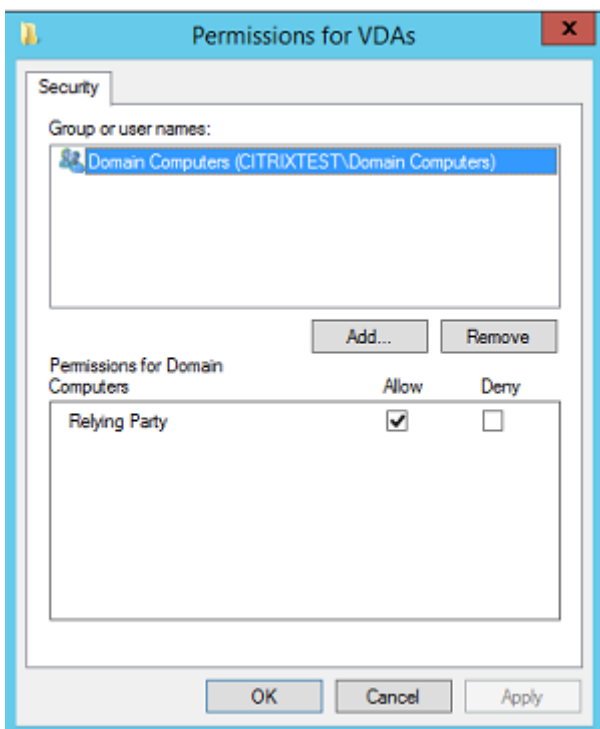 Permissions for VDAs
x
Security
Group or user names:
Domain Computers (CITRIXTEST\Domain Computers)
Add...
Remove
Permissions for Domain
Computers
Allow
Deny
Relying Party
OK
Cancel
Apply